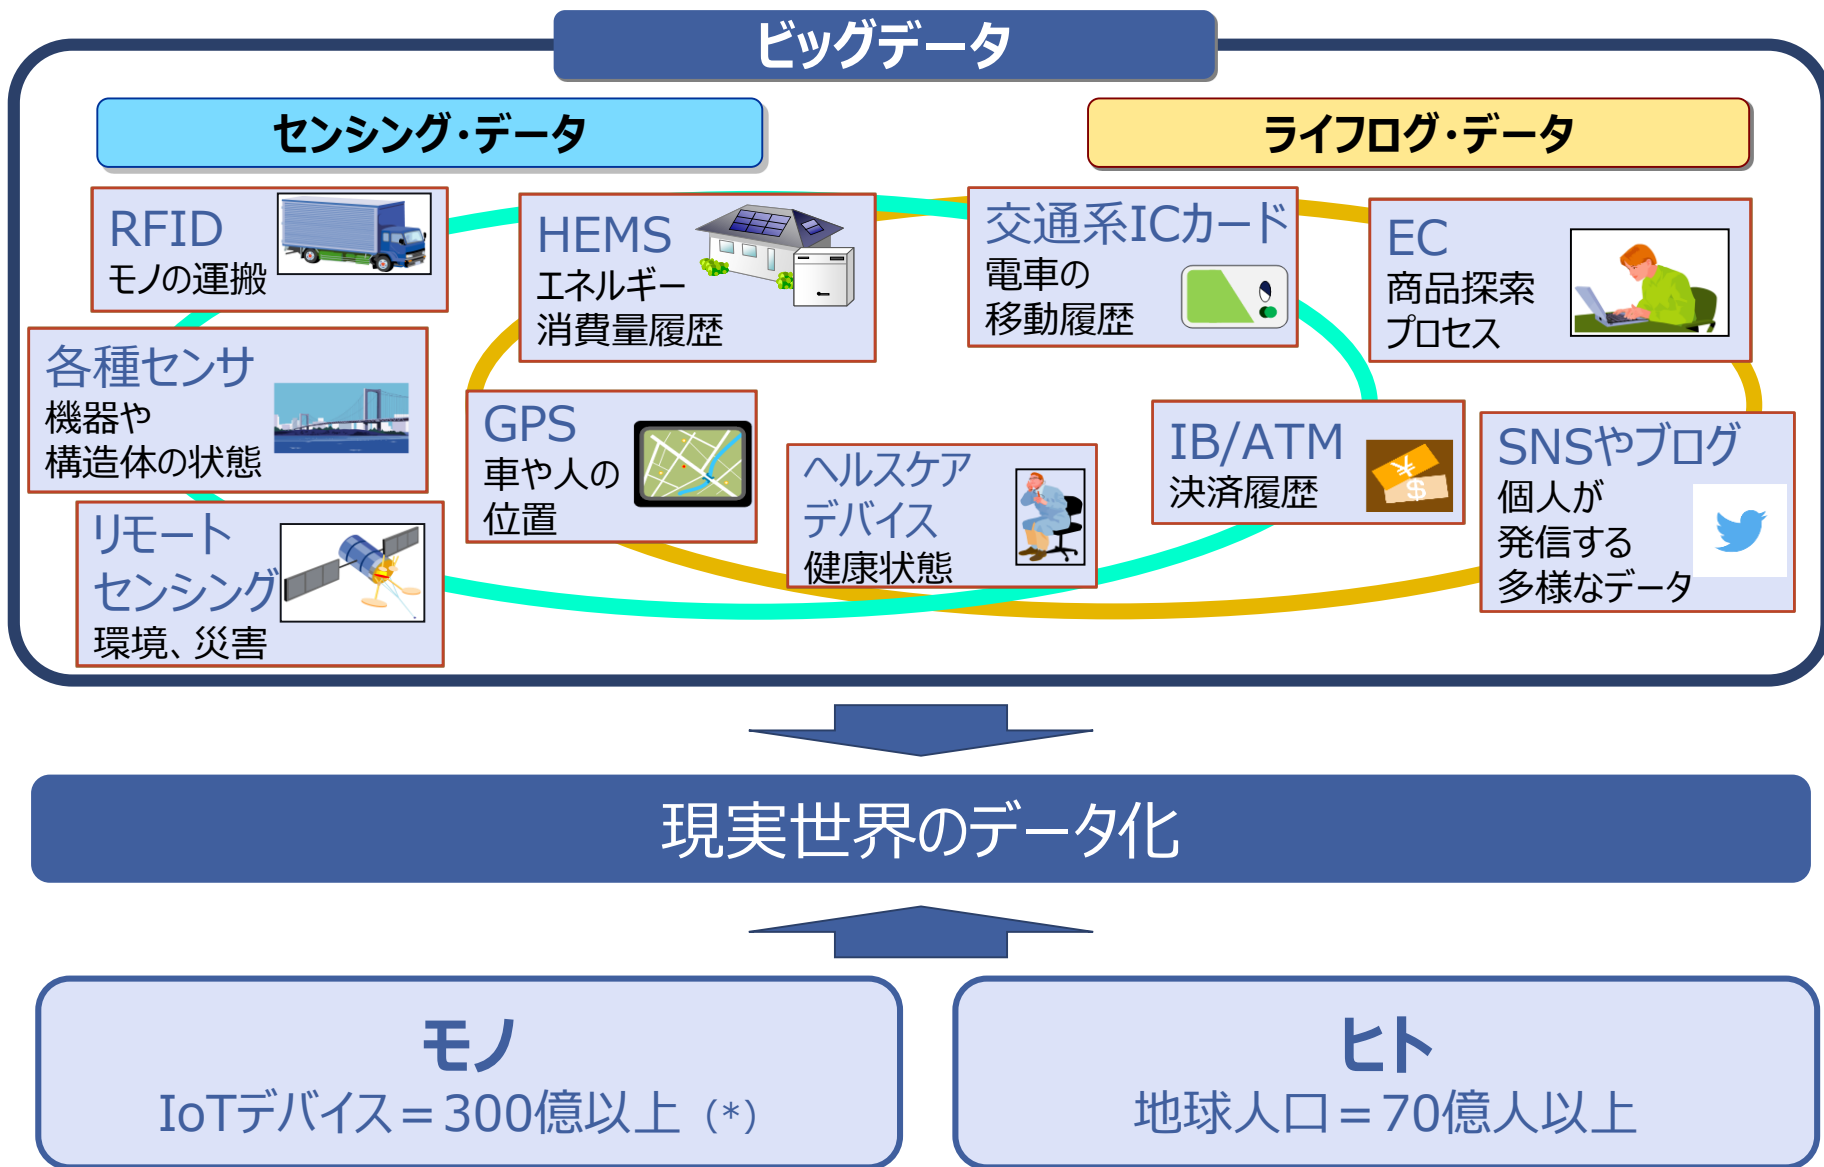 ビッグデータ
センシング・データ
ライフログ・データ
RFID
モノの運搬
HEMS
エネルギー
消費量履歴
交通系ICカード
電車の
移動履歴
EC
商品探索
プロセス
各種センサ
機器や
構造体の状態
GPS
車や人の
位置
ヘルスケア
デバイス
健康状態
IB/ATM
決済履歴
SNSやブログ
個人が
発信する
多様なデータ
リモート
センシング
環境、災害
現実世界のデータ化
モノ
IoTデバイス＝300億以上（*）
ヒト
地球人口＝70億人以上